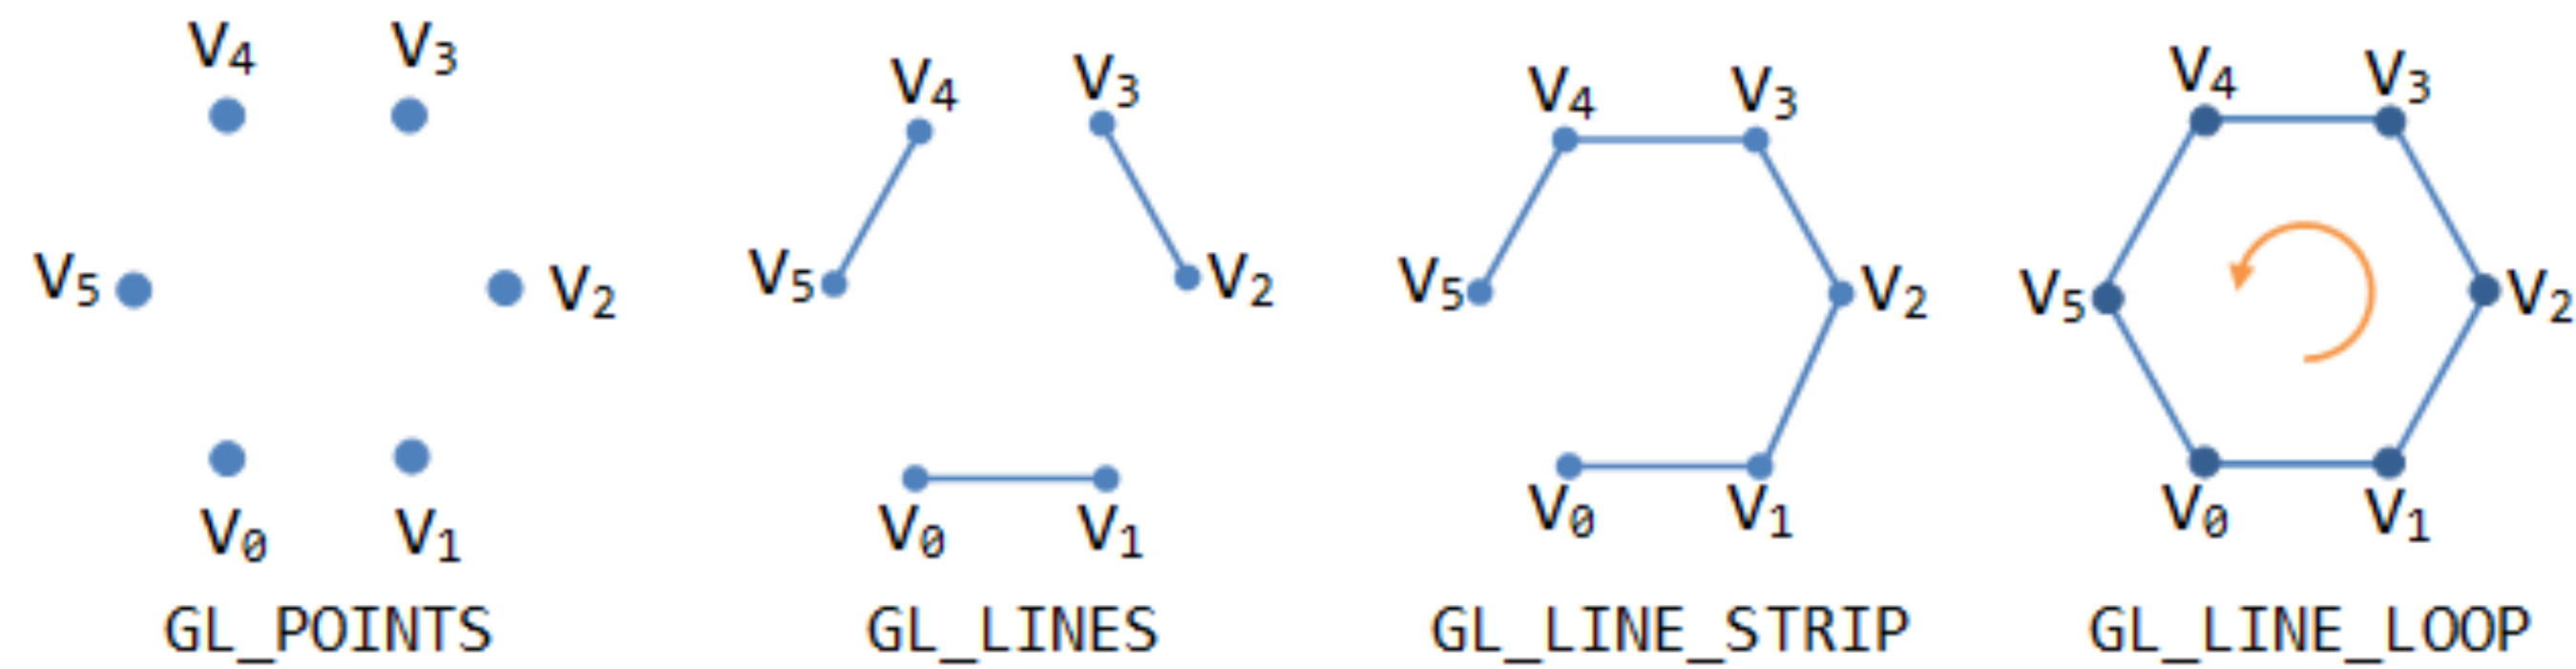 V4 V3
V5 V2
V0 V1
GL_POINTS
V4 V3
V5 V2
V0 V1
GL_LINES
V4 V3
V5 V2
V0 V1
GL_LINE_STRIP
V4 V3
V5 V2
V0 V1
GL_LINE_LOOP